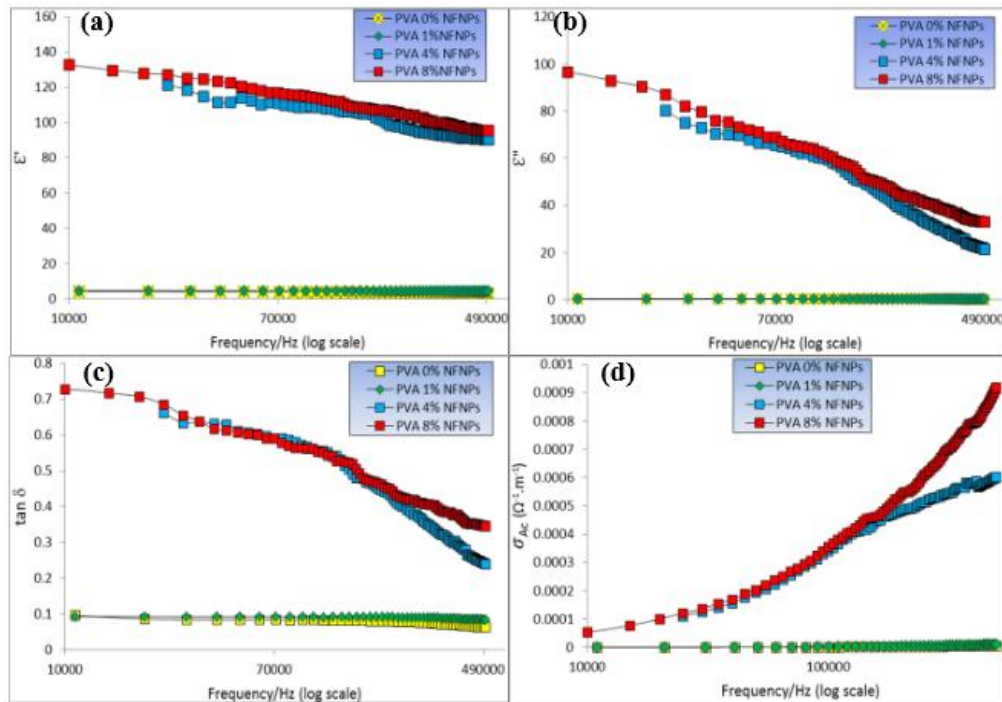 (a)
PVA 0% NFNPs
PVA 1%NFNPs
PVA 4% NFNPs
PVA 8%NFNPs
160
140
120
100
80
60
40
20
0
ε'
10000 70000 490000
Frequency/Hz (log scale)
(b)
PVA 0% NFNPs
PVA 1% NFNPs
PVA 4% NFNPs
PVA 8% NFNPs
120
100
80
60
40
20
0
ε"
10000 70000 490000
Frequency/Hz (log scale)
(c)
PVA 0% NFNPs
PVA 1% NFNPs
PVA 4% NFNPs
PVA 8% NFNPs
0.8
0.7
0.6
0.5
0.4
0.3
0.2
0.1
0
tan δ
10000 70000 490000
Frequency/Hz (log scale)
(d)
PVA 0% NFNPs
PVA 1% NFNPs
PVA 4% NFNPs
PVA 8% NFNPs
0.001
0.0009
0.0008
0.0007
0.0006
0.0005
0.0004
0.0003
0.0002
0.0001
0
σAc (Ω⁻¹.m⁻¹)
10000 100000
Frequency/Hz (log scale)